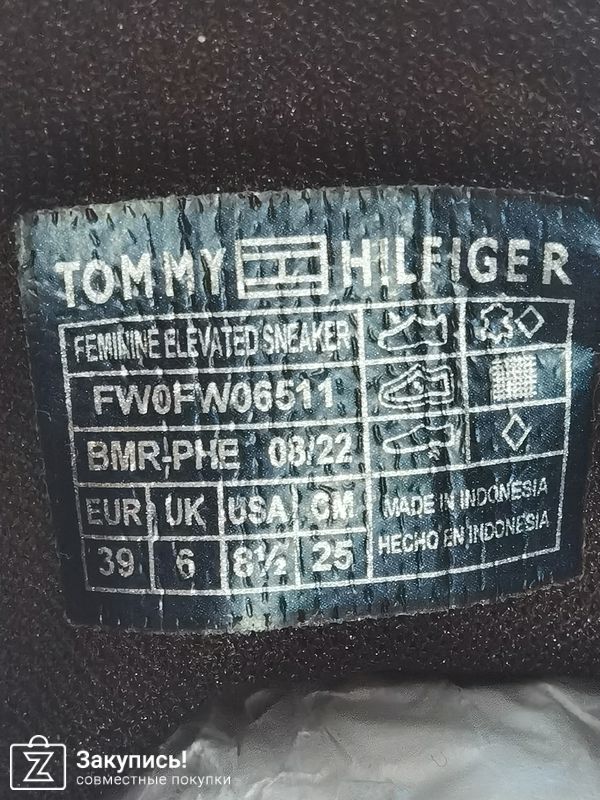 TOMMY HILFIGER
FEMININE ELEVATED SNEAKER
FW0FW06511
BMR-PHE 08/22
EUR UK USA CM
39 6 8½ 25
MADE IN INDONESIA
HECHO EN INDONESIA
Закупись!
совместные покупки